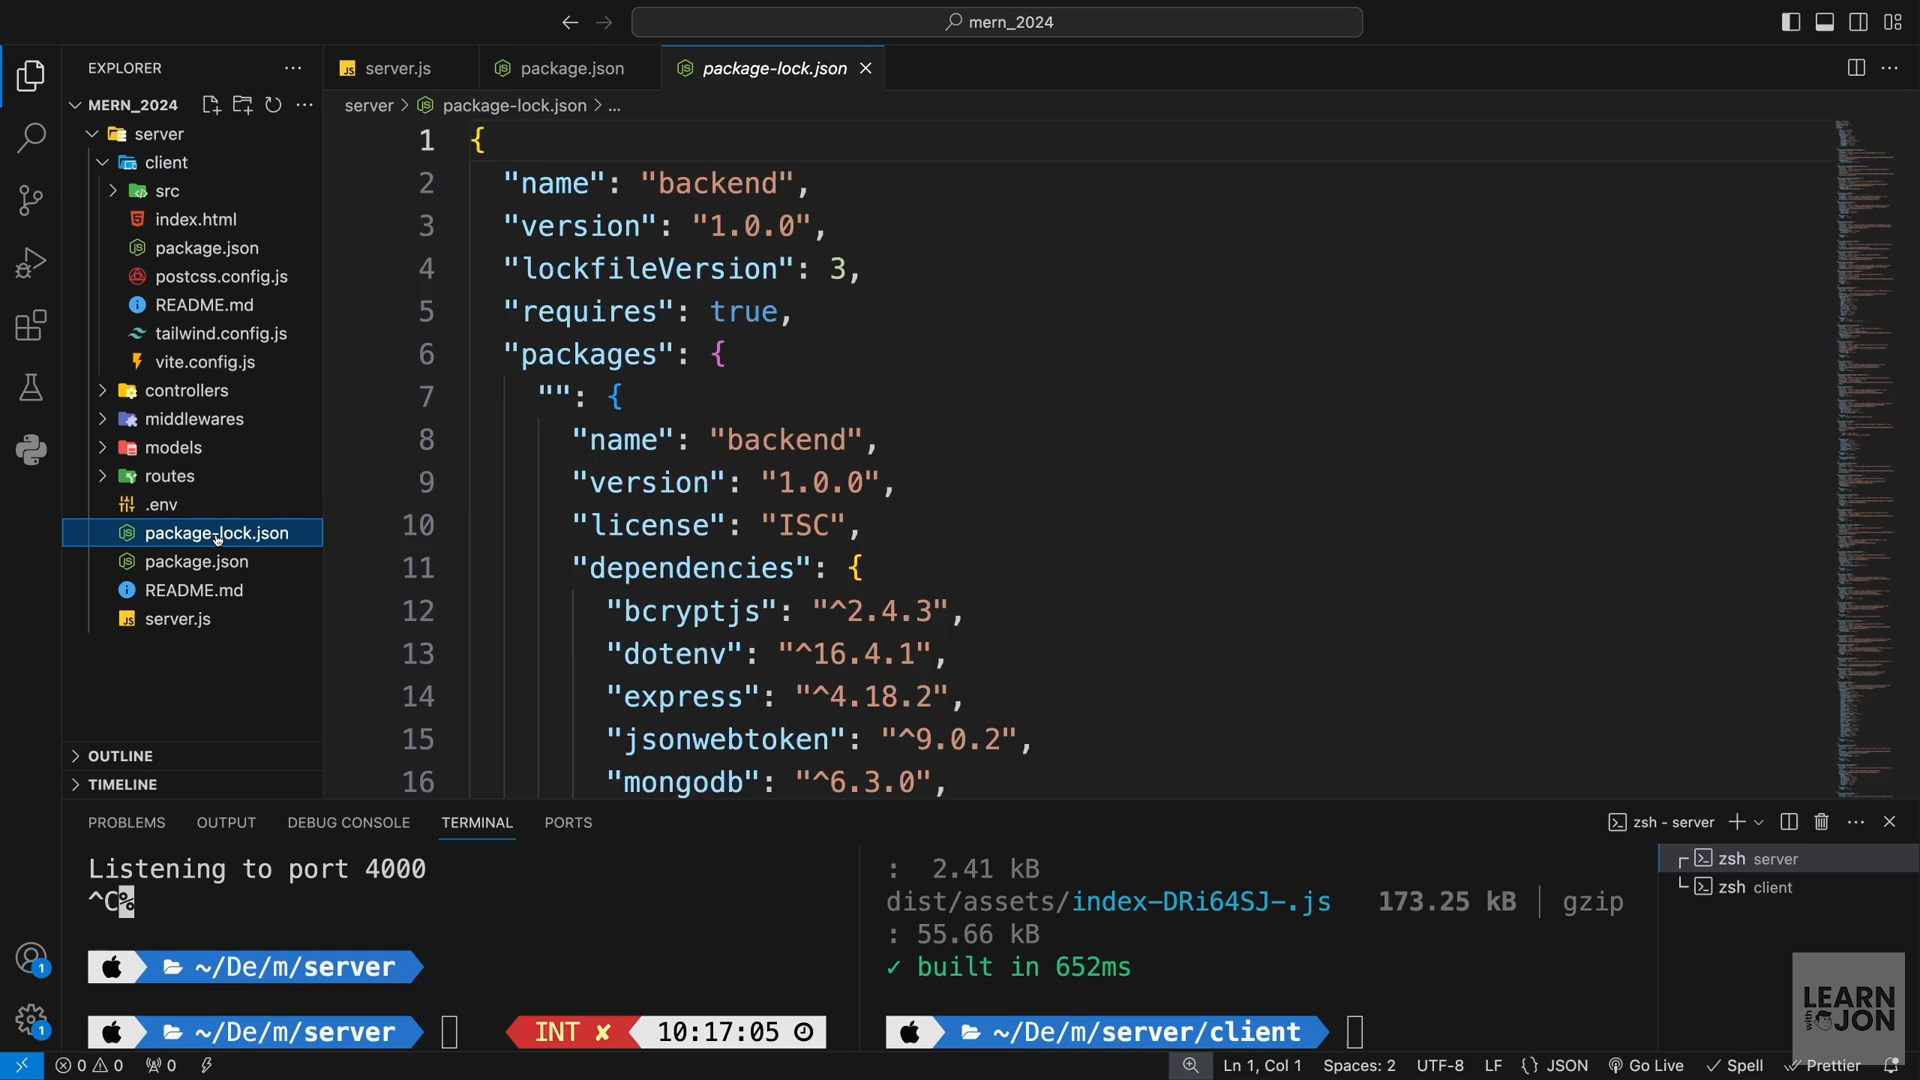 mern_2024
EXPLORER
server.js
package.json
package-lock.json
MERN_2024
server > package-lock.json > ...
server
client
src
index.html
package.json
postcss.config.js
README.md
tailwind.config.js
vite.config.js
controllers
middlewares
models
routes
.env
package-lock.json
package.json
README.md
server.js
OUTLINE
TIMELINE
1 {
2 "name": "backend",
3 "version": "1.0.0",
4 "lockfileVersion": 3,
5 "requires": true,
6 "packages": {
7 "": {
8 "name": "backend",
9 "version": "1.0.0",
10 "license": "ISC",
11 "dependencies": {
12 "bcryptjs": "^2.4.3",
13 "dotenv": "^16.4.1",
14 "express": "^4.18.2",
15 "jsonwebtoken": "^9.0.2",
16 "mongodb": "^6.3.0",
PROBLEMS OUTPUT DEBUG CONSOLE TERMINAL PORTS
zsh - server
Listening to port 4000
^C%
~/De/m/server
~/De/m/server
INT ✘ 10:17:05
: 2.41 kB
dist/assets/index-DRi64SJ-.js 173.25 kB │ gzip
: 55.66 kB
✓ built in 652ms
~/De/m/server/client
zsh server
zsh client
LEARN
with
JON
1
1
0 0 0
Ln 1, Col 1 Spaces: 2 UTF-8 LF {} JSON Go Live Spell Prettier